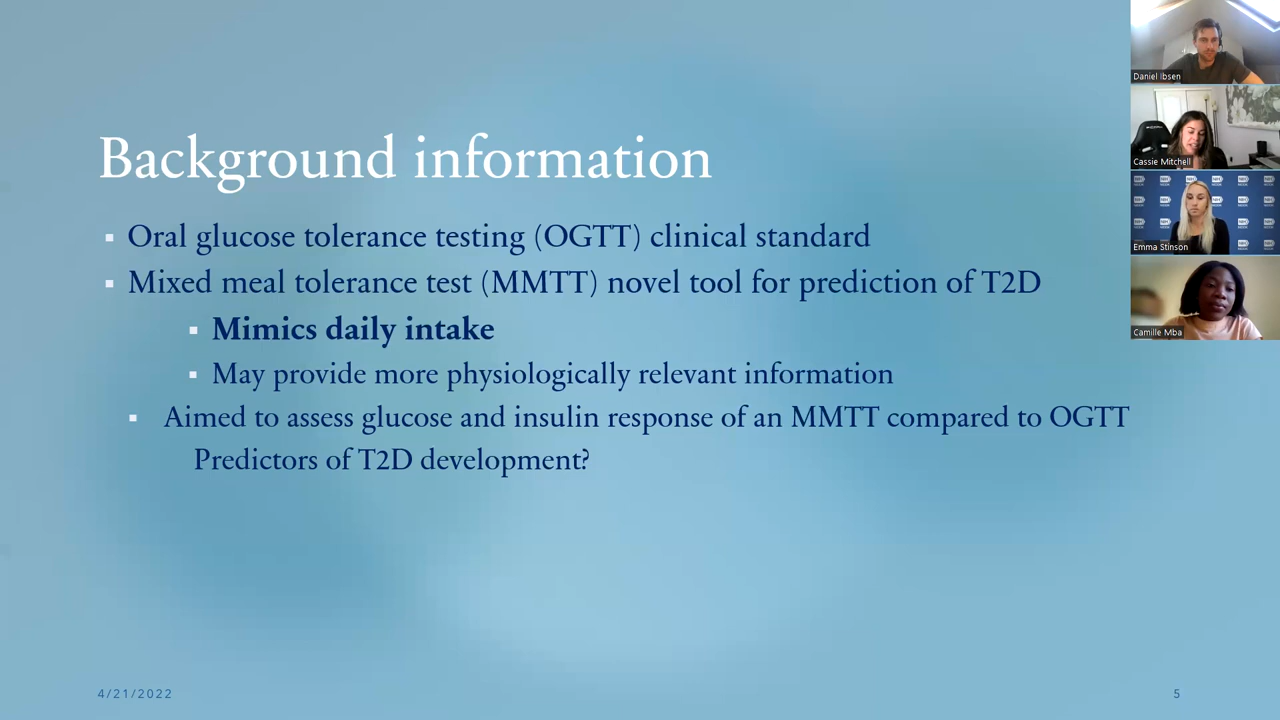 Background information
Oral glucose tolerance testing (OGTT) clinical standard
Mixed meal tolerance test (MMTT) novel tool for prediction of T2D
Mimics daily intake
May provide more physiologically relevant information
Aimed to assess glucose and insulin response of an MMTT compared to OGTT
Predictors of T2D development?
4/21/2022
5
Daniel Ibsen
Cassie Mitchell
Emma Stinson
Camille Mba